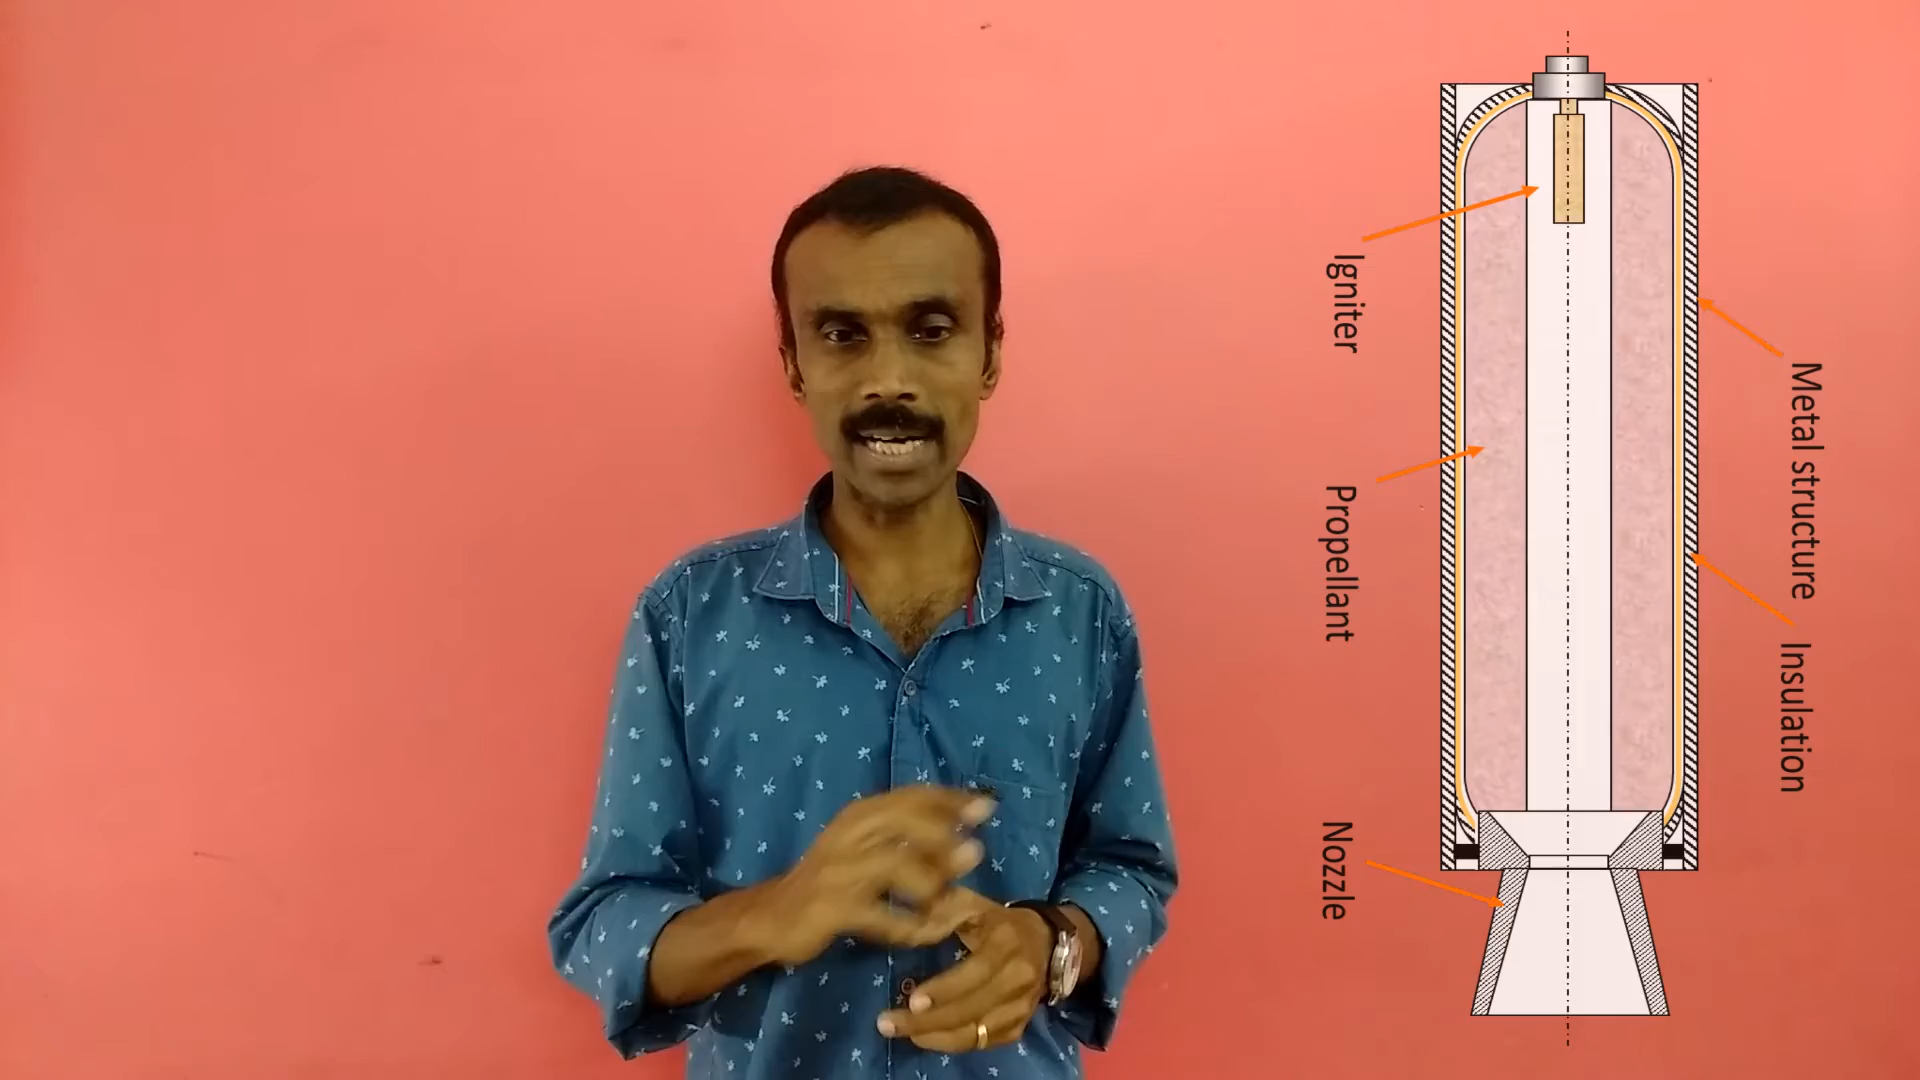 Igniter
Propellant
Nozzle
Metal structure
Insulation